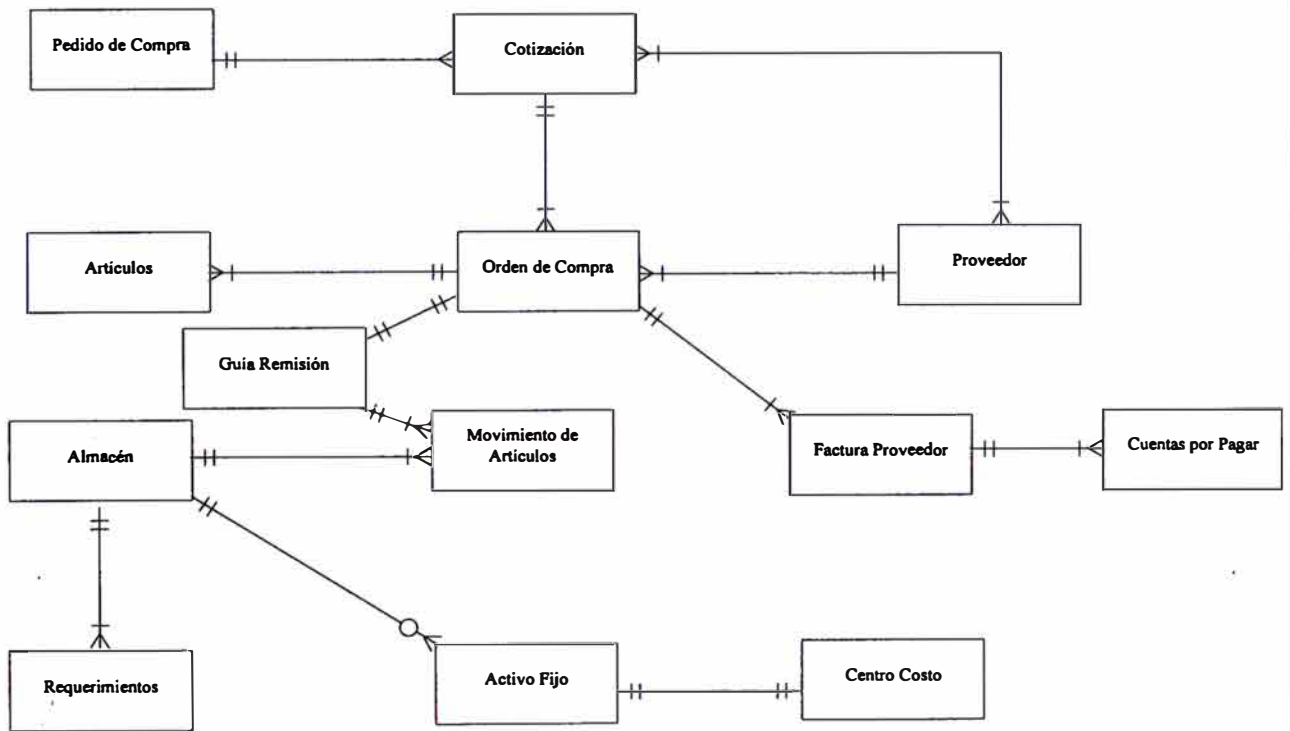 Pedido de Compra
Cotización
Artículos
Orden de Compra
Proveedor
Guía Remisión
Almacén
Movimiento de
Artículos
Factura Proveedor
Cuentas por Pagar
Requerimientos
Activo Fijo
Centro Costo